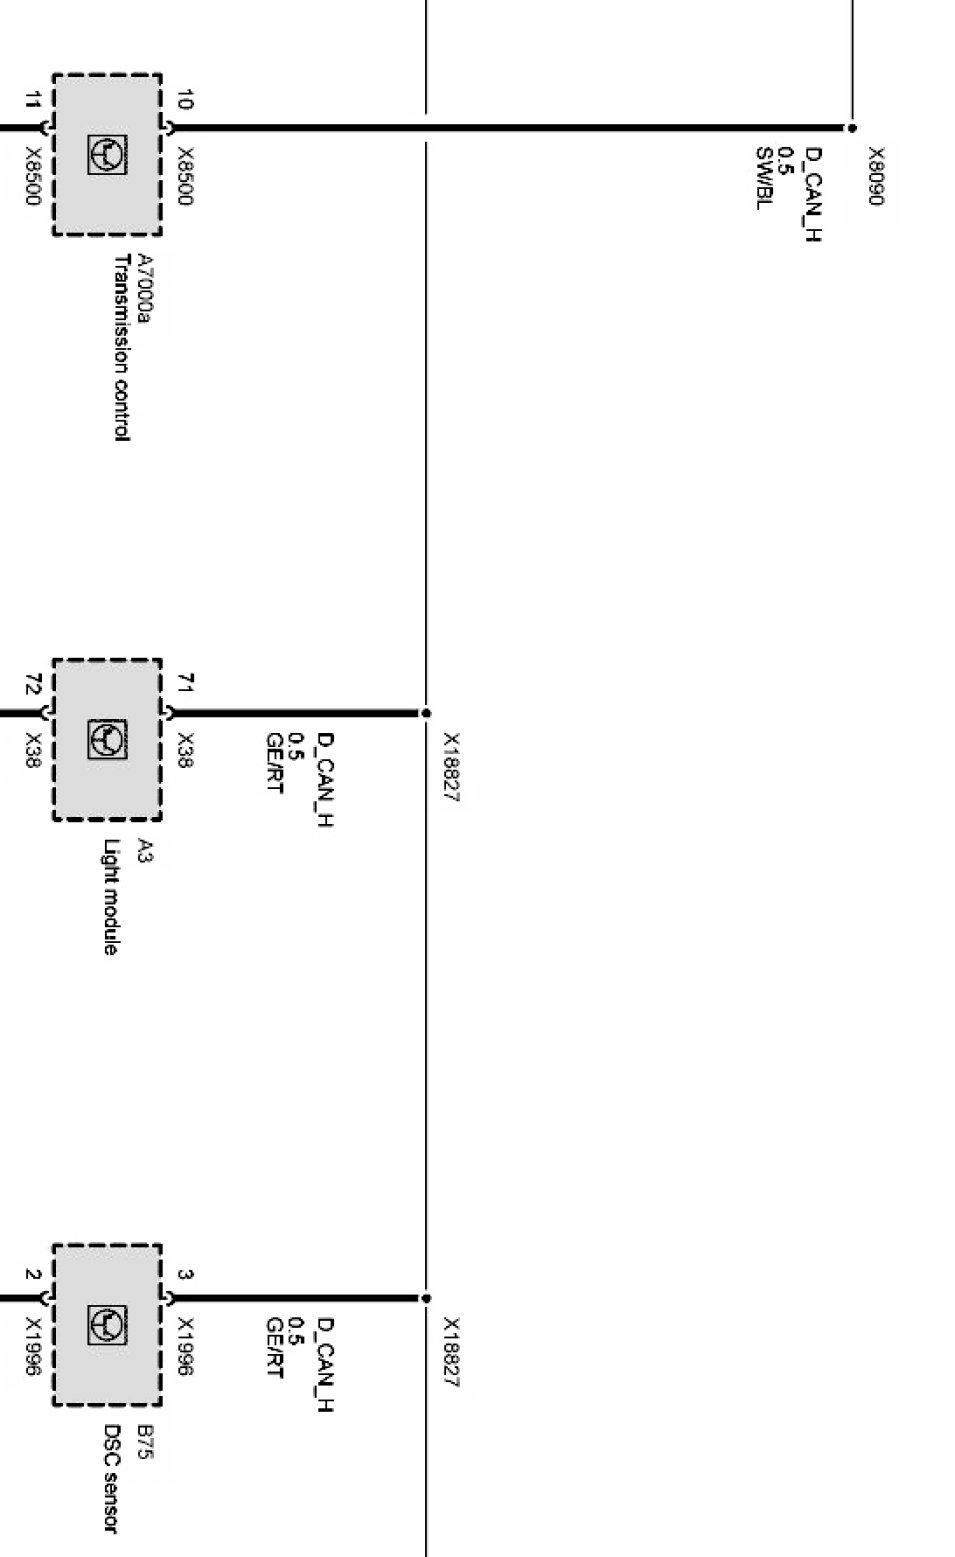 X8090
D_CAN_H
0.5
SW/BL
10
X8500
11
X8500
A7000a
Transmission control
X18827
D_CAN_H
0.5
GE/RT
71
X38
72
X38
A3
Light module
X18827
D_CAN_H
0.5
GE/RT
3
X1996
2
X1996
B75
DSC sensor